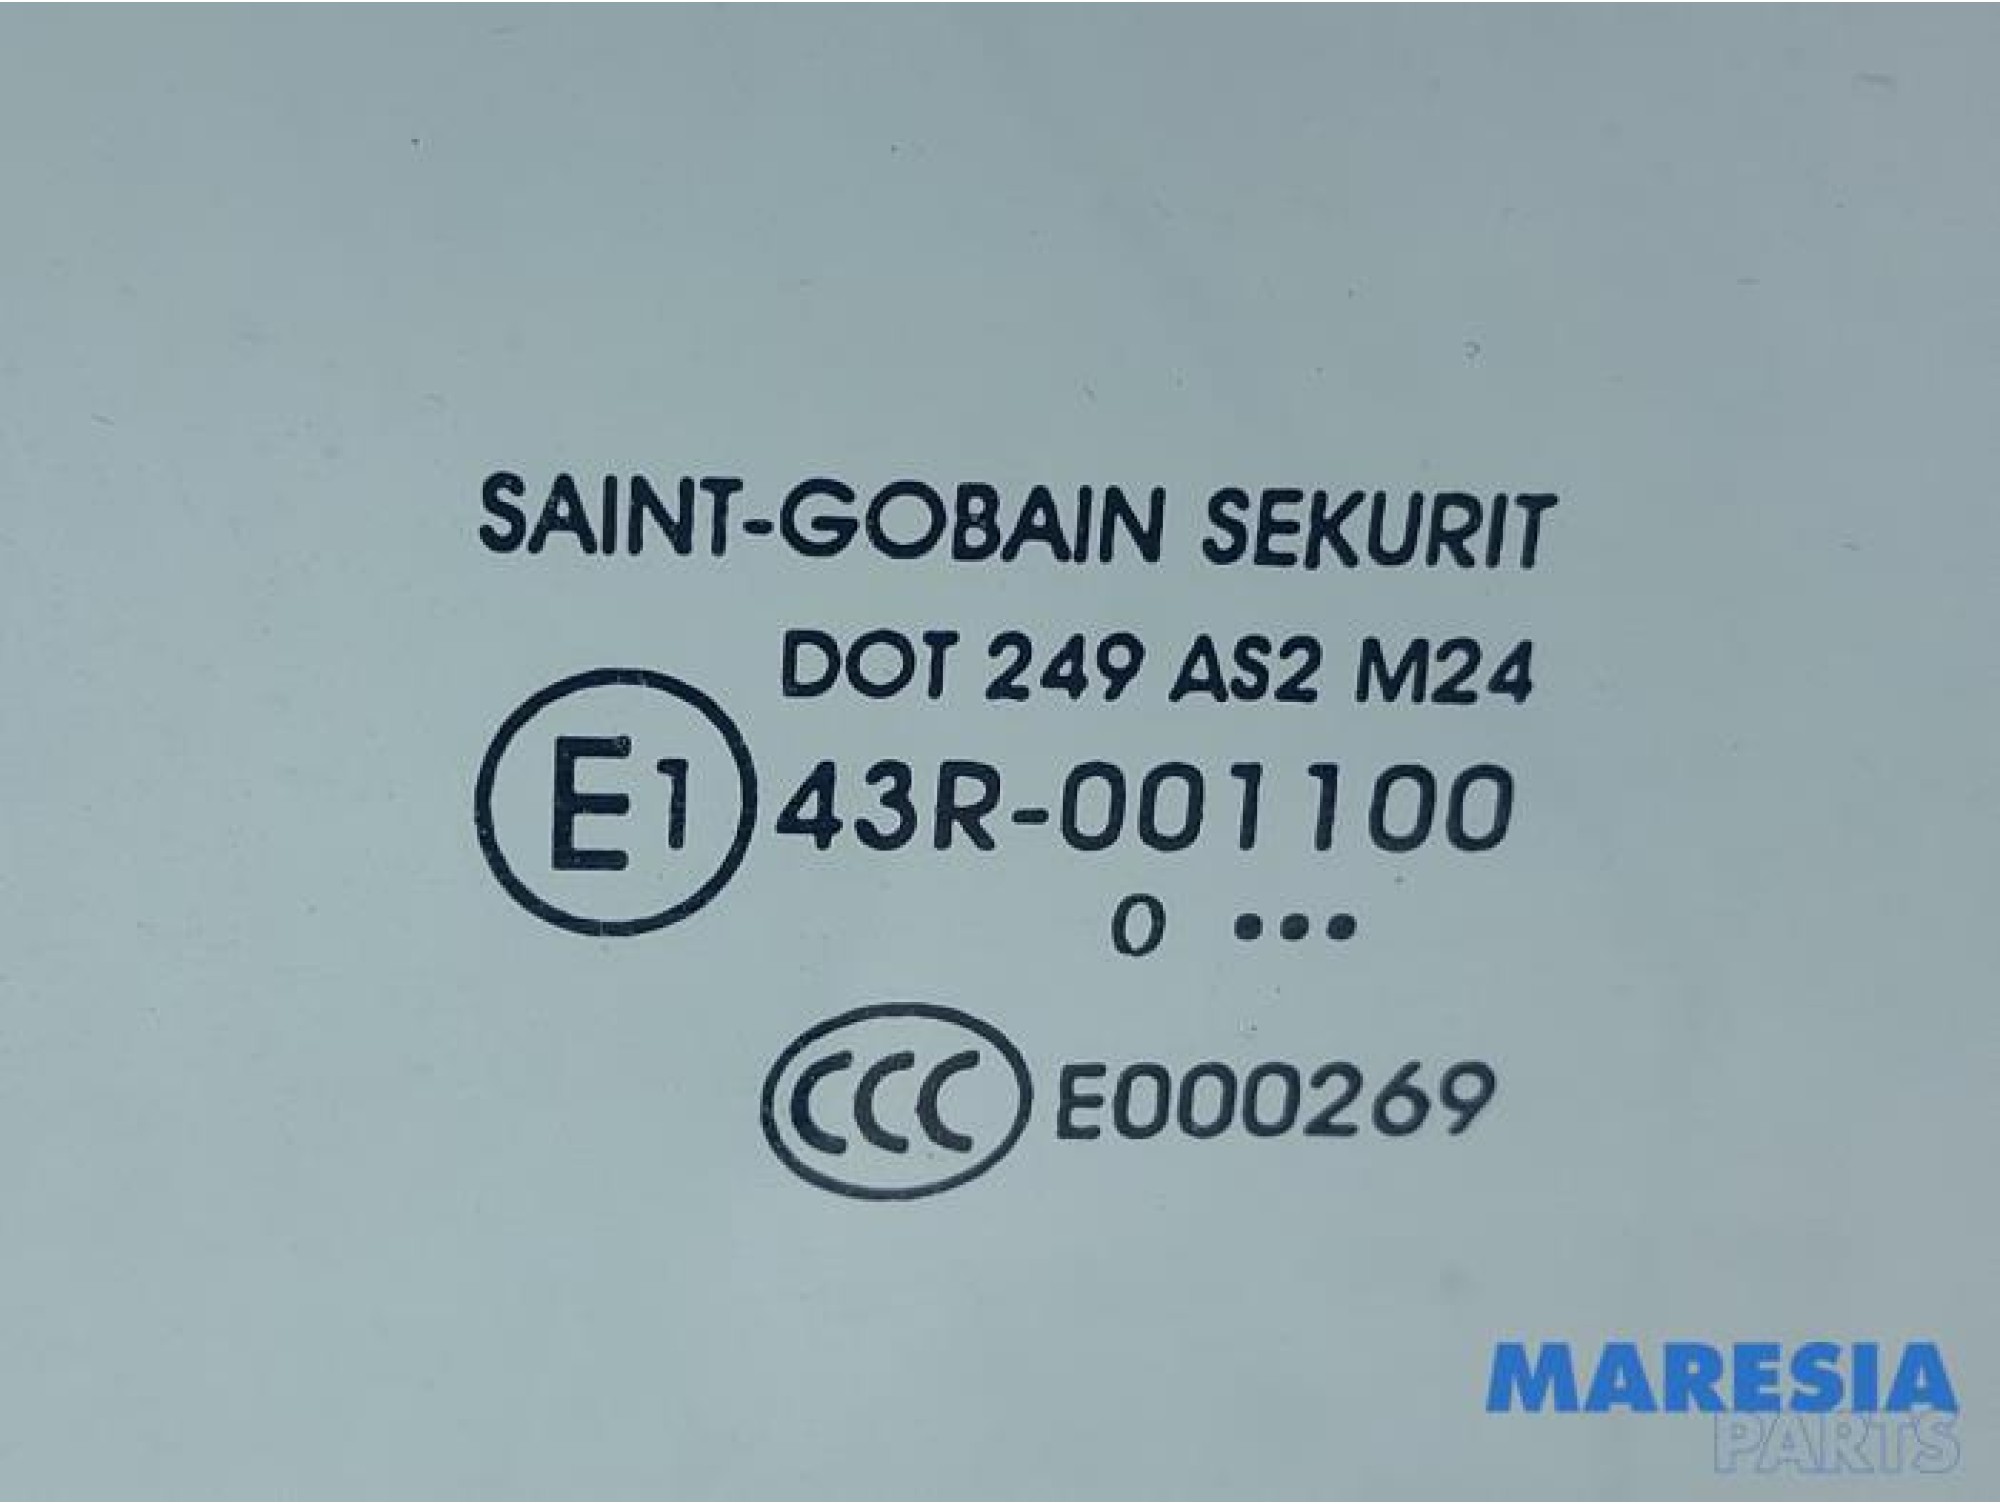 SAINT-GOBAIN SEKURIT
DOT 249 AS2 M24
E1 43R-001100
0 •••
CCC E000269
MARESIA
PARTS